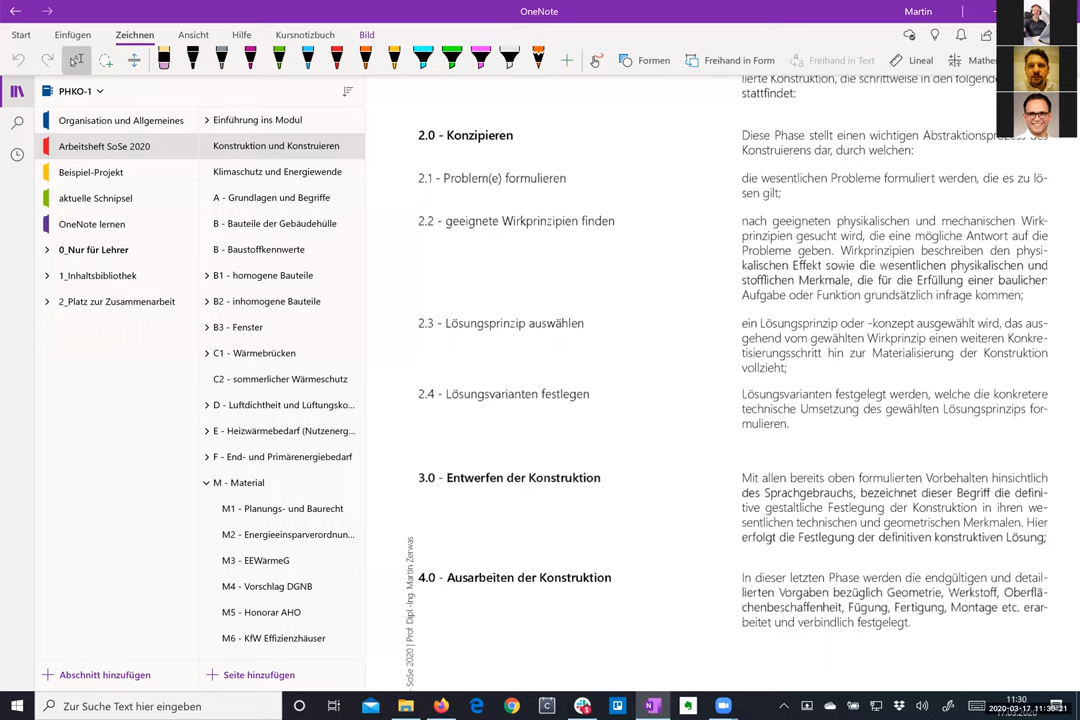 OneNote
Martin
Start
Einfügen
Zeichnen
Ansicht
Hilfe
Kursnotizbuch
Bild
Formen
Freihand in Form
Freihand in Text
Lineal
PHKO-1
Organisation und Allgemeines
Arbeitsheft SoSe 2020
Beispiel-Projekt
aktuelle Schnipsel
OneNote lernen
0_Nur für Lehrer
1_Inhaltsbibliothek
2_Platz zur Zusammenarbeit
Abschnitt hinzufügen
Einführung ins Modul
Konstruktion und Konstruieren
Klimaschutz und Energiewende
A - Grundlagen und Begriffe
B - Bauteile der Gebäudehülle
B - Baustoffkennwerte
B1 - homogene Bauteile
B2 - inhomogene Bauteile
B3 - Fenster
C1 - Wärmebrücken
C2 - sommerlicher Wärmeschutz
D - Luftdichtheit und Lüftungsko...
E - Heizwärmebedarf (Nutzenerg...
F - End- und Primärenergiebedarf
M - Material
M1 - Planungs- und Baurecht
M2 - Energieeinsparverordnun...
M3 - EEWärmeG
M4 - Vorschlag DGNB
M5 - Honorar AHO
M6 - KfW Effizienzhäuser
Seite hinzufügen
lierte Konstruktion, die schrittweise in den folgende
stattfindet:
2.0 - Konzipieren
Diese Phase stellt einen wichtigen Abstraktionsprozess des
Konstruierens dar, durch welchen:
2.1 - Problem(e) formulieren
die wesentlichen Probleme formuliert werden, die es zu lö-
sen gilt;
2.2 - geeignete Wirkprinzipien finden
nach geeigneten physikalischen und mechanischen Wirk-
prinzipien gesucht wird, die eine mögliche Antwort auf die
Probleme geben. Wirkprinzipien beschreiben den physi-
kalischen Effekt sowie die wesentlichen physikalischen und
stofflichen Merkmale, die für die Erfüllung einer baulichen
Aufgabe oder Funktion grundsätzlich infrage kommen;
2.3 - Lösungsprinzip auswählen
ein Lösungsprinzip oder -konzept ausgewählt wird, das aus-
gehend vom gewählten Wirkprinzip einen weiteren Konkre-
tisierungsschritt hin zur Materialisierung der Konstruktion
vollzieht;
2.4 - Lösungsvarianten festlegen
Lösungsvarianten festgelegt werden, welche die konkretere
technische Umsetzung des gewählten Lösungsprinzips for-
mulieren.
3.0 - Entwerfen der Konstruktion
Mit allen bereits oben formulierten Vorbehalten hinsichtlich
des Sprachgebrauchs, bezeichnet dieser Begriff die defini-
tive gestaltliche Festlegung der Konstruktion in ihren we-
sentlichen technischen und geometrischen Merkmalen. Hier
erfolgt die Festlegung der definitiven konstruktiven Lösung;
4.0 - Ausarbeiten der Konstruktion
In dieser letzten Phase werden die endgültigen und detail-
lierten Vorgaben bezüglich Geometrie, Werkstoff, Oberflä-
chenbeschaffenheit, Fügung, Fertigung, Montage etc. erar-
beitet und verbindlich festgelegt.
- SoSe 2020 | Prof. Dipl.-Ing. Martin Zerwas
Zur Suche Text hier eingeben
11:30
2020-03-17, 11:30:21